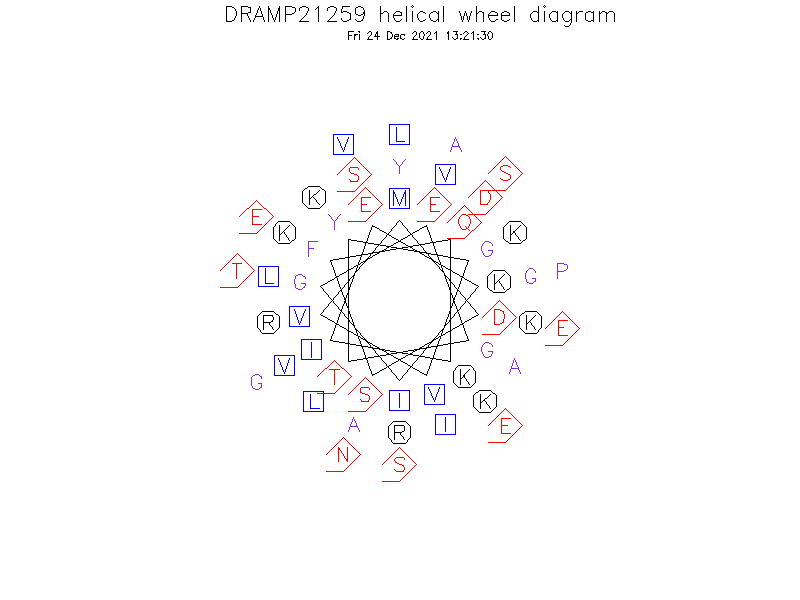 DRAMP21259 helical wheel diagram
Fri 24 Dec 2021 13:21:30
V L A
S Y V S
K E M E D
E K Y Q K
F G
T L G K G P
R V D K E
I G A
V T K
G L S I V K
A R I E
N S